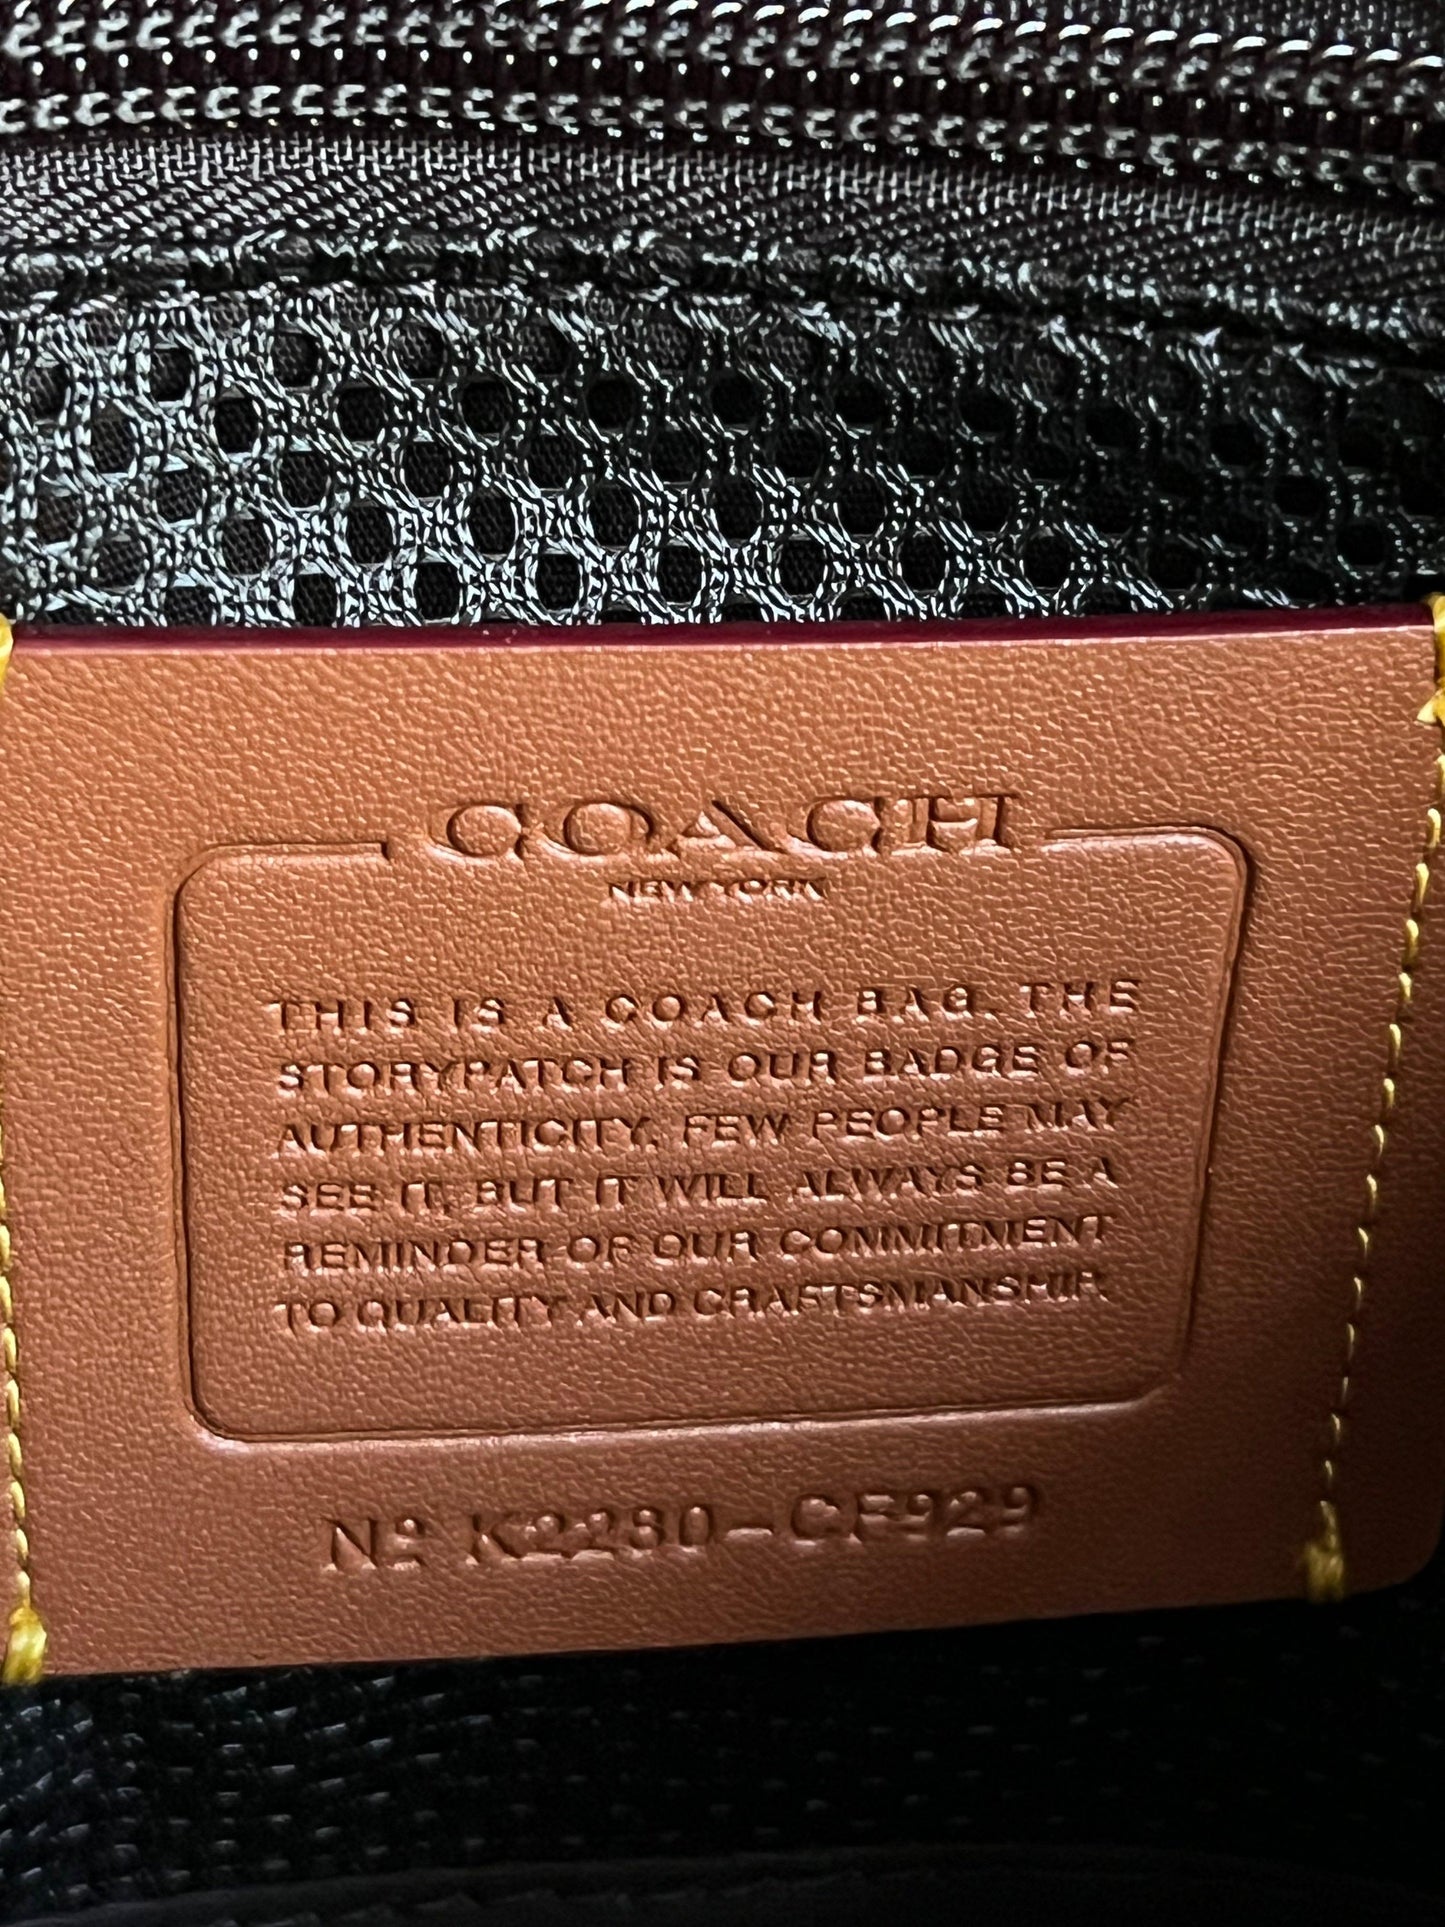 COACH
NEW YORK
THIS IS A COACH BAG. THE
STORYPATCH IS OUR BADGE OF
AUTHENTICITY. FEW PEOPLE MAY
SEE IT, BUT IT WILL ALWAYS BE A
REMINDER OF OUR COMMITMENT
TO QUALITY AND CRAFTSMANSHIP.
Nº K2280-CF929